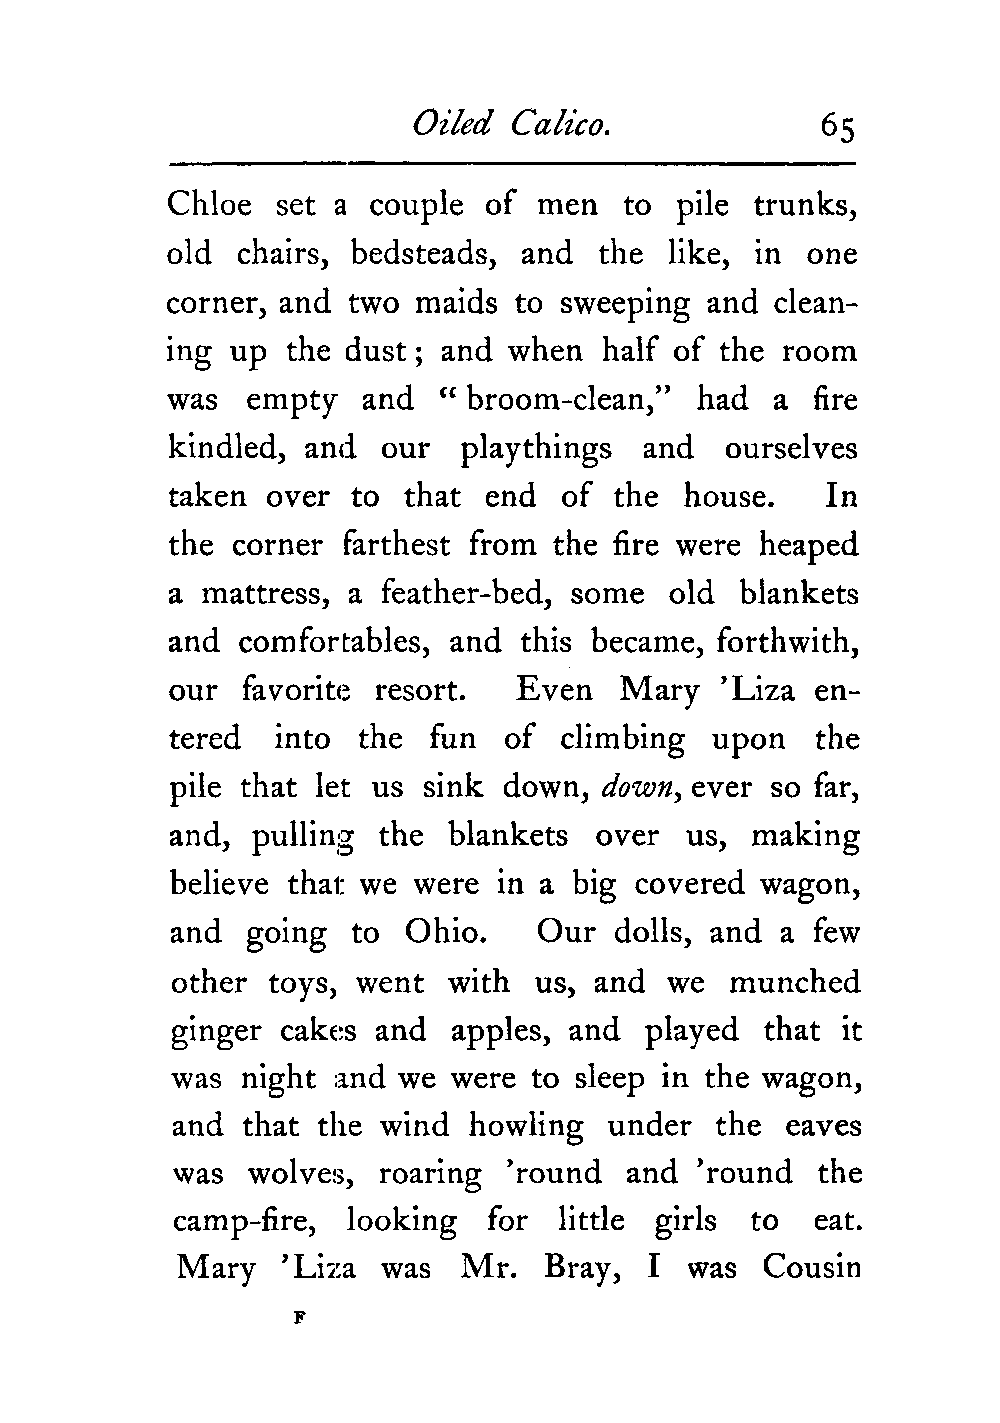 Oiled Calico. 65
Chloe set a couple of men to pile trunks,
old chairs, bedsteads, and the like, in one
corner, and two maids to sweeping and clean-
ing up the dust; and when half of the room
was empty and “broom-clean,” had a fire
kindled, and our playthings and ourselves
taken over to that end of the house. In
the corner farthest from the fire were heaped
a mattress, a feather-bed, some old blankets
and comfortables, and this became, forthwith,
our favorite resort. Even Mary ’Liza en-
tered into the fun of climbing upon the
pile that let us sink down, down, ever so far,
and, pulling the blankets over us, making
believe that we were in a big covered wagon,
and going to Ohio. Our dolls, and a few
other toys, went with us, and we munched
ginger cakes and apples, and played that it
was night and we were to sleep in the wagon,
and that the wind howling under the eaves
was wolves, roaring ’round and ’round the
camp-fire, looking for little girls to eat.
Mary ’Liza was Mr. Bray, I was Cousin
F